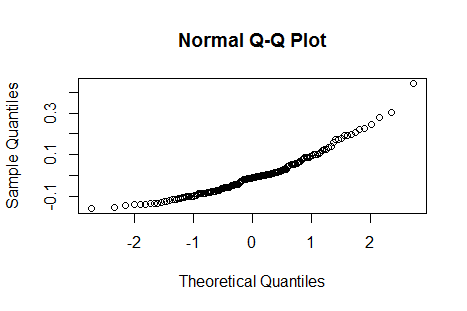 Normal Q-Q Plot
Sample Quantiles
0.3
0.1
-0.1
-2
-1
0
1
2
Theoretical Quantiles